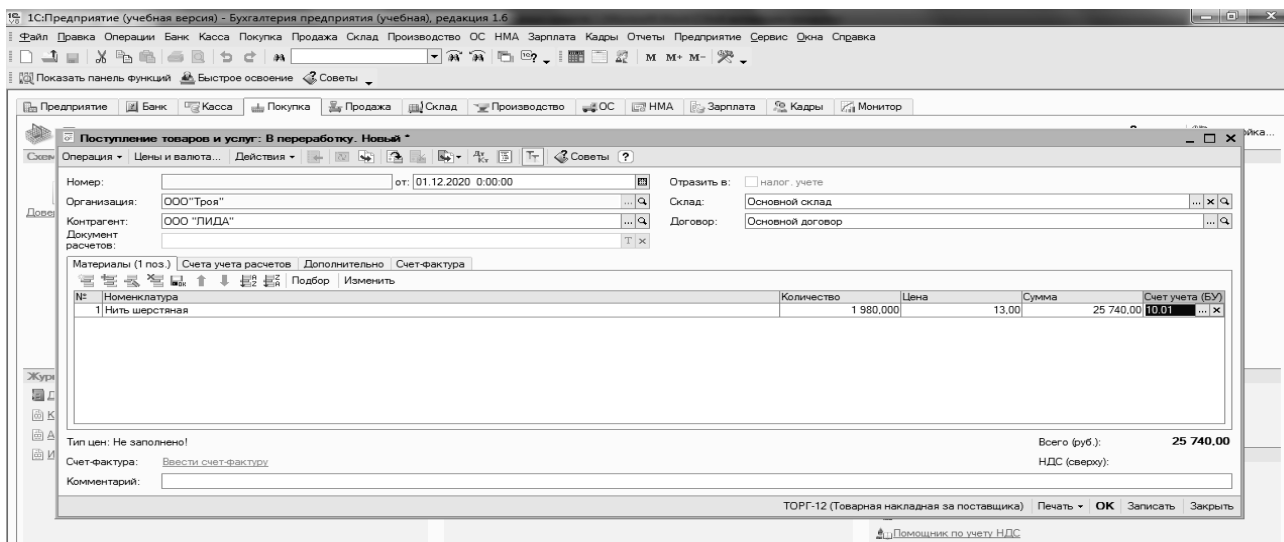 1С:Предприятие (учебная версия) - Бухгалтерия предприятия (учебная), редакция 1.6
Файл Правка Операции Банк Касса Покупка Продажа Склад Производство ОС НМА Зарплата Кадры Отчеты Предприятие Сервис Окна Справка
M M+ M-
Показать панель функций Быстрое освоение Советы
Предприятие Банк Касса Покупка Продажа Склад Производство ОС НМА Зарплата Кадры Монитор
Поступление товаров и услуг: В переработку. Новый *
Операция Цены и валюта... Действия Советы ?
Номер: от: 01.12.2020 0:00:00 Отразить в: налог. учете
Организация: ООО"Троя" Склад: Основной склад
Контрагент: ООО "ЛИДА" Договор: Основной договор
Документ
расчетов:
Материалы (1 поз.) Счета учета расчетов Дополнительно Счет-фактура
Подбор Изменить
№ Номенклатура Количество Цена Сумма Счет учета (БУ)
1 Нить шерстяная 1 980,000 13,00 25 740,00 10.01
Тип цен: Не заполнено! Всего (руб.): 25 740,00
Счет-фактура: Ввести счет-фактуру НДС (сверху):
Комментарий:
ТОРГ-12 (Товарная накладная за поставщика) Печать OK Записать Закрыть
Помощник по учету НДС